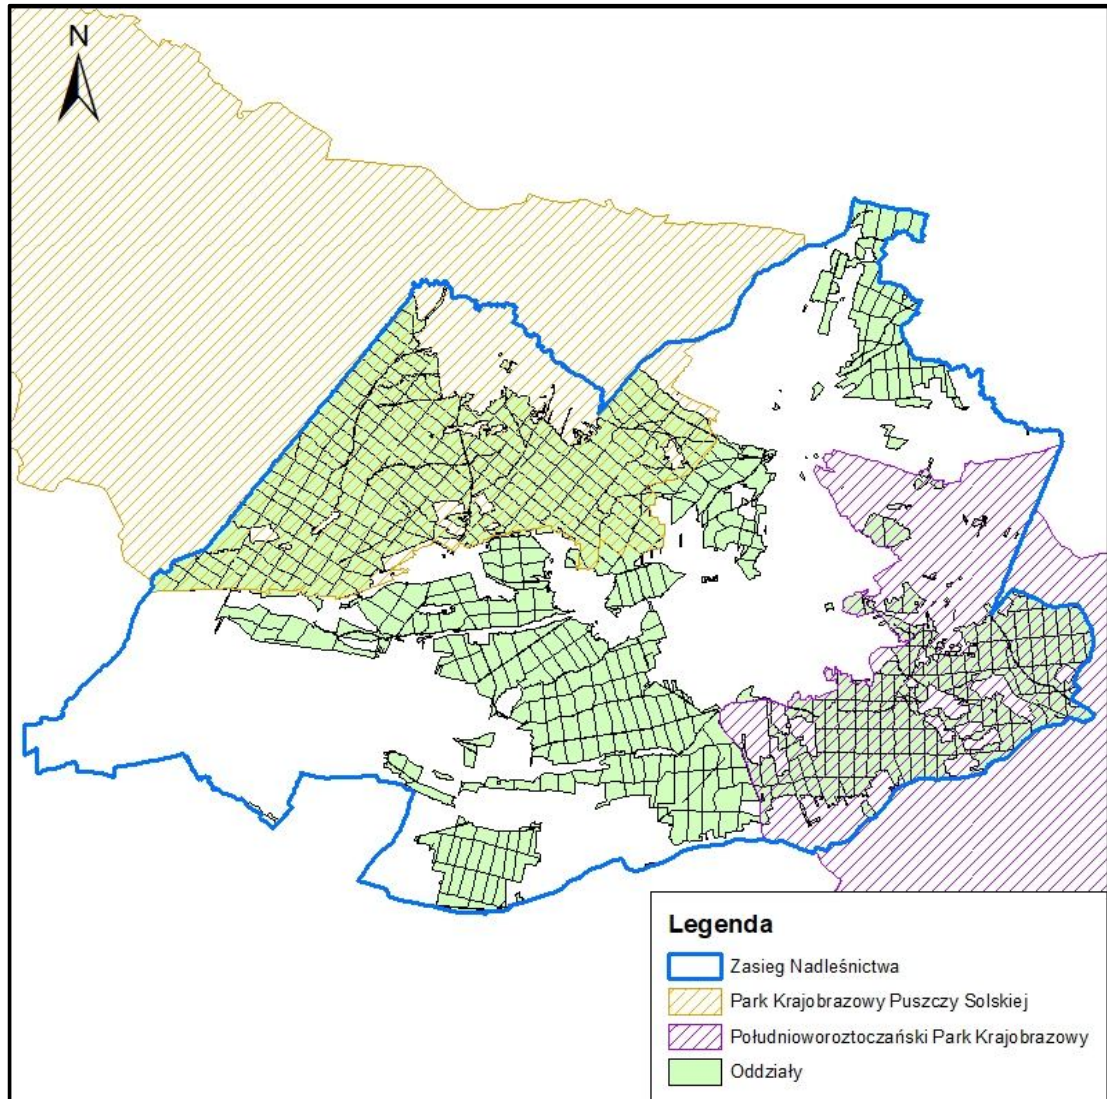 N
Legenda
Zasieg Nadleśnictwa
Park Krajobrazowy Puszczy Solskiej
Południoworoztoczański Park Krajobrazowy
Oddziały